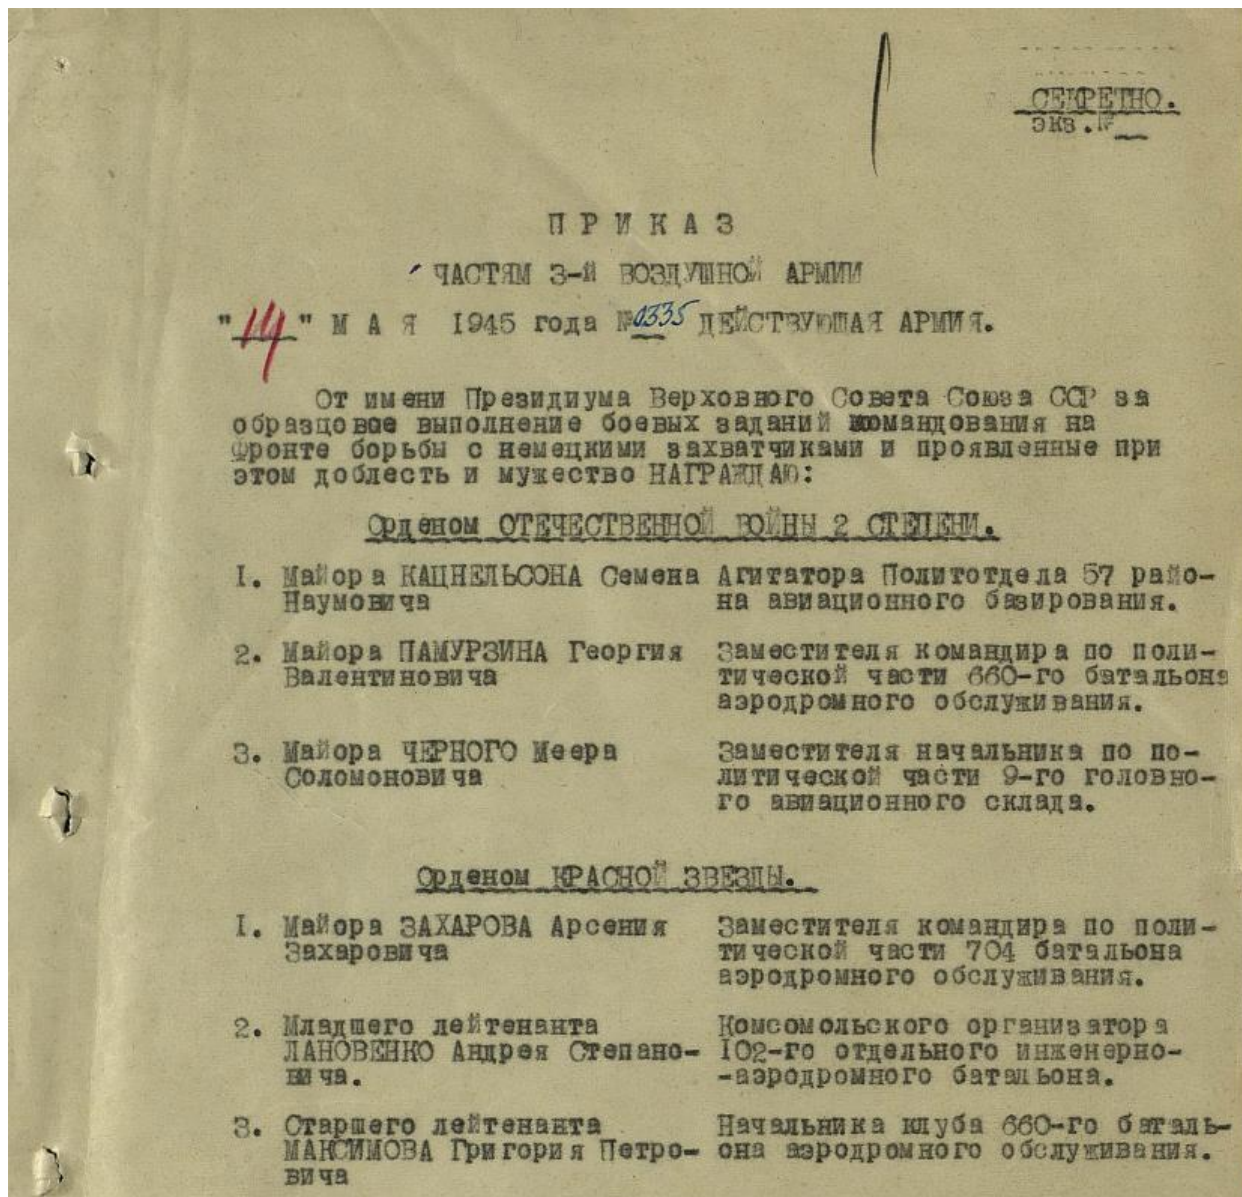 СЕКРЕТНО.
экз.№
ПРИКАЗ
ЧАСТЯМ 3-й ВОЗДУШНОЙ АРМИИ
"14" МАЯ 1945 года №0335 ДЕЙСТВУЮЩАЯ АРМИЯ.
От имени Президиума Верховного Совета Союза ССР за
образцовое выполнение боевых заданий командования на
фронте борьбы с немецкими захватчиками и проявленные при
этом доблесть и мужество НАГРАЖДАЮ:
Орденом ОТЕЧЕСТВЕННОЙ ВОЙНЫ 2 СТЕПЕНИ.
I. Майора КАЦНЕЛЬСОНА Семена Агитатора Политотдела 57 райо-
Наумовича на авиационного базирования.
2. Майора ПАМУРЗИНА Георгия Заместителя командира по поли-
Валентиновича тической части 660-го батальона
аэродромного обслуживания.
3. Майора ЧЕРНОГО Меера Заместителя начальника по по-
Соломоновича литической части 9-го головно-
го авиационного склада.
Орденом КРАСНОЙ ЗВЕЗДЫ.
I. Майора ЗАХАРОВА Арсения Заместителя командира по поли-
Захаровича тической части 704 батальона
аэродромного обслуживания.
2. Младшего лейтенанта Комсомольского организатора
ЛАНОВЕНКО Андрея Степано- I02-го отдельного инженерно-
вича. -аэродромного батальона.
3. Старшего лейтенанта Начальника клуба 660-го баталь-
МАКСИМОВА Григория Петро- она аэродромного обслуживания.
вича